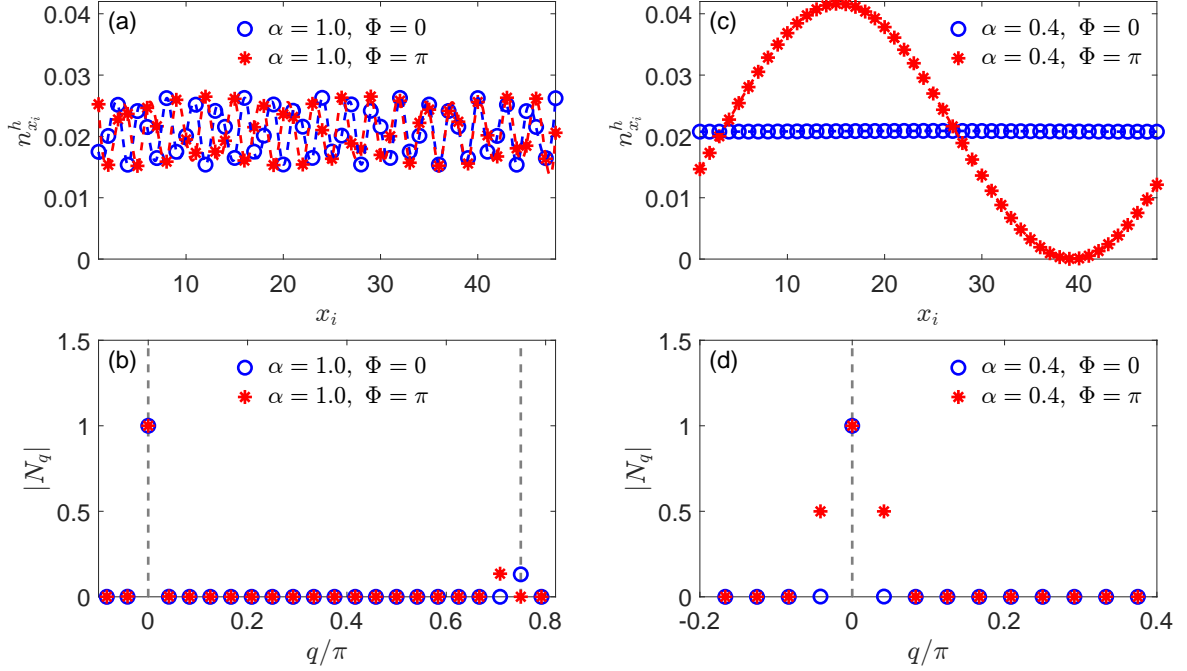 (a)
α = 1.0, Φ = 0
α = 1.0, Φ = π
0.04
0.03
0.02
0.01
0
n^h_{x_i}
10 20 30 40
x_i
(c)
α = 0.4, Φ = 0
α = 0.4, Φ = π
0.04
0.03
0.02
0.01
0
n^h_{x_i}
10 20 30 40
x_i
(b)
α = 1.0, Φ = 0
α = 1.0, Φ = π
1.5
1
0.5
0
|N_q|
0 0.2 0.4 0.6 0.8
q/π
(d)
α = 0.4, Φ = 0
α = 0.4, Φ = π
1.5
1
0.5
0
|N_q|
-0.2 0 0.2 0.4
q/π